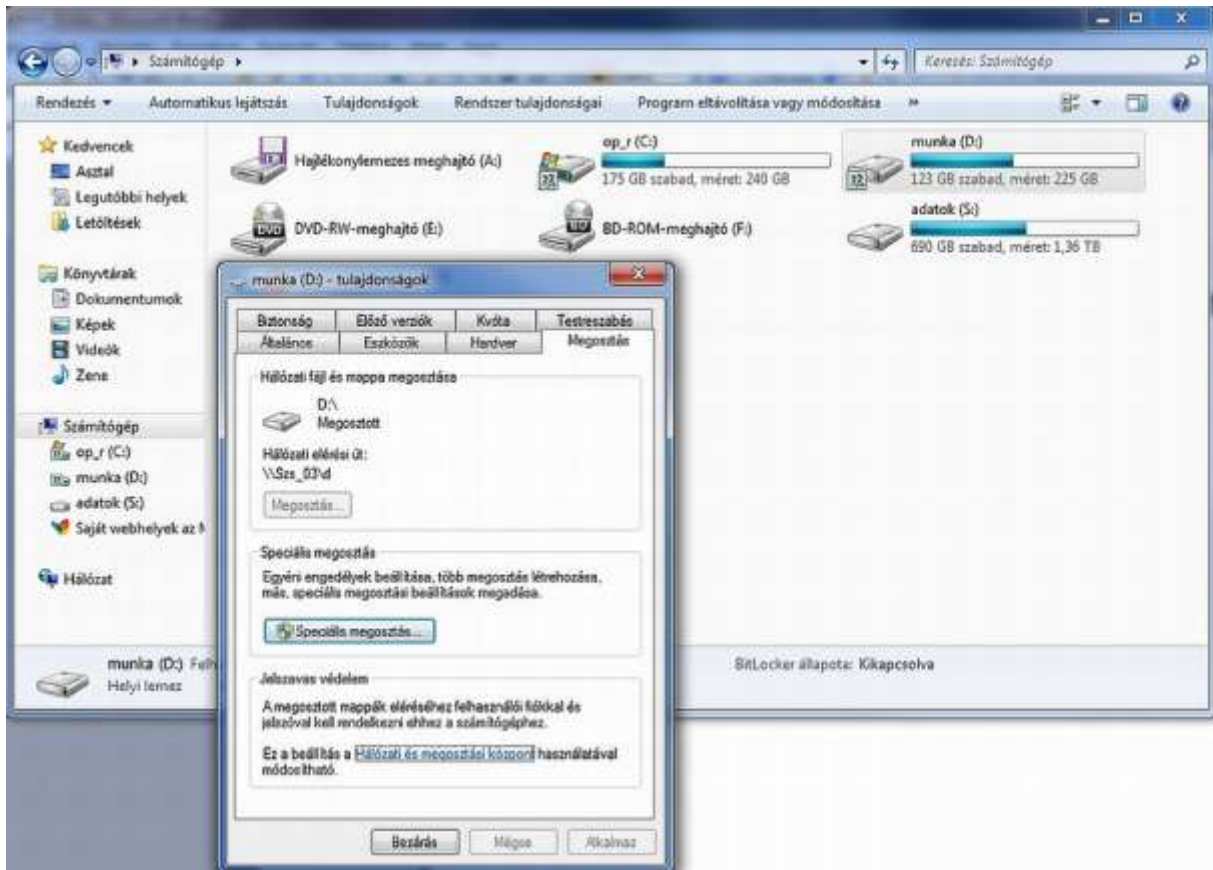 Számítógép
Keresés: Számítógép
Rendezés
Automatikus lejátszás
Tulajdonságok
Rendszer tulajdonságai
Program eltávolítása vagy módosítása
»
Kedvencek
Asztal
Legutóbbi helyek
Letöltések
Könyvtárak
Dokumentumok
Képek
Videók
Zene
Számítógép
op_r (C:)
munka (D:)
adatok (S:)
Saját webhelyek az
Hálózat
Hajlékonylemezes meghajtó (A:)
op_r (C:)
175 GB szabad, méret: 240 GB
munka (D:)
123 GB szabad, méret: 225 GB
DVD-RW-meghajtó (E:)
BD-ROM-meghajtó (F:)
adatok (S:)
690 GB szabad, méret: 1,36 TB
munka (D:) - tulajdonságok
Biztonság
Előző verziók
Kvóta
Testreszabás
Általános
Eszközök
Hardver
Megosztás
Hálózati fájl és mappa megosztása
D:\
Megosztott
Hálózati elérési út:
\\Szs_03\d
Megosztás...
Speciális megosztás
Egyéni engedélyek beállítása, több megosztás létrehozása,
más, speciális megosztási beállítások megadása.
Speciális megosztás...
Jelszavas védelem
A megosztott mappák eléréséhez felhasználói fiókkal és
jelszóval kell rendelkezni ehhez a számítógéphez.
Ez a beállítás a Hálózati és megosztási központ használatával
módosítható.
Bezárás
Mégse
Alkalmaz
munka (D:)
Helyi lemez
BitLocker állapota: Kikapcsolva